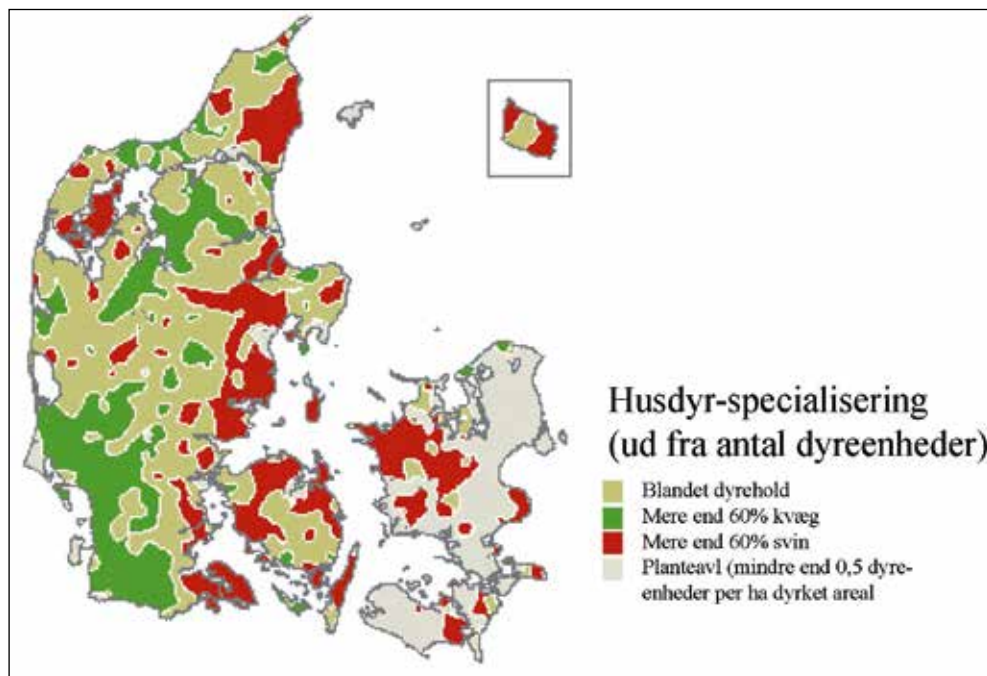 Husdyr-specialisering
(ud fra antal dyreenheder)
Blandet dyrehold
Mere end 60% kvæg
Mere end 60% svin
Planteavl (mindre end 0,5 dyre-
enheder per ha dyrket areal